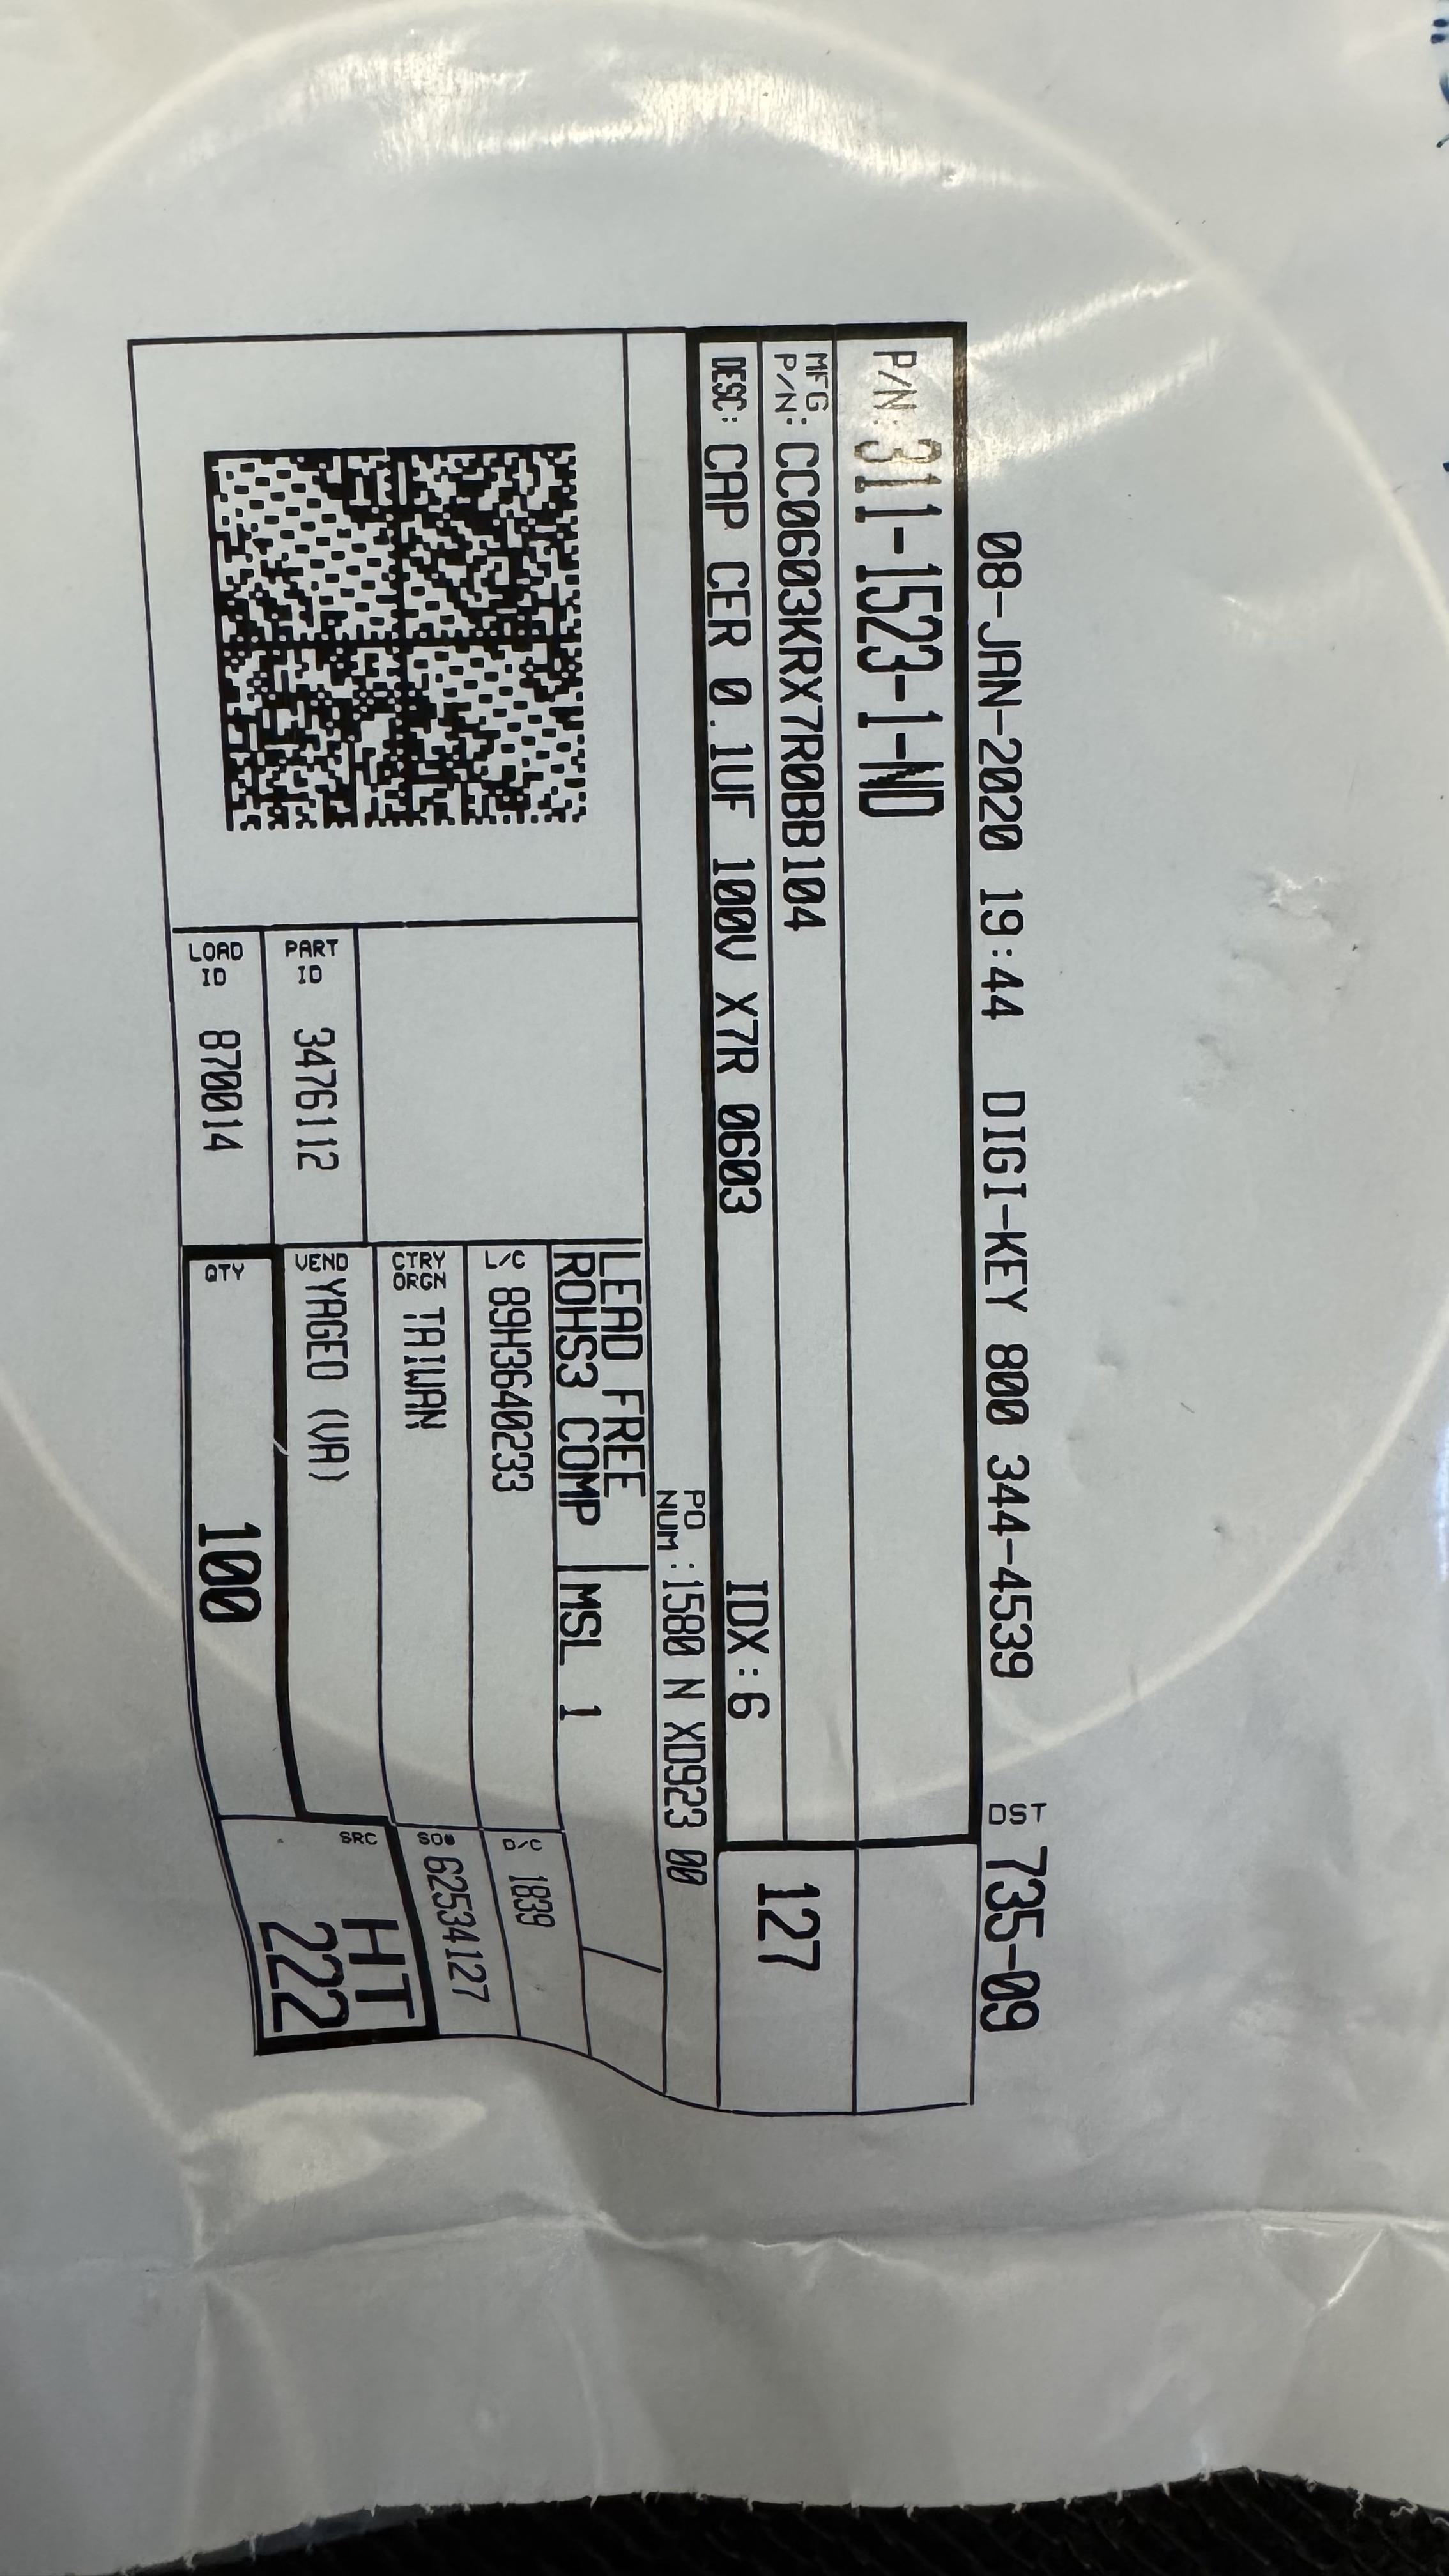 08-JAN-2020 19:44 DIGI-KEY 800 344-4539 DST 735-09
P/N: 311-1523-1-ND
MFG P/N: CC0603KRX7R0BB104
DESC: CAP CER 0.1UF 100V X7R 0603 IDX:6 127
PO NUM :1580 N XD923 00
LEAD FREE
ROHS3 COMP MSL 1
L/C 89H3640233 D/C 1839
CTRY ORGN TAIWAN SO# 62534127
PART ID 3476112 VEND YAGEO (VA)
LOAD ID 870014 QTY 100
SRC HT
222